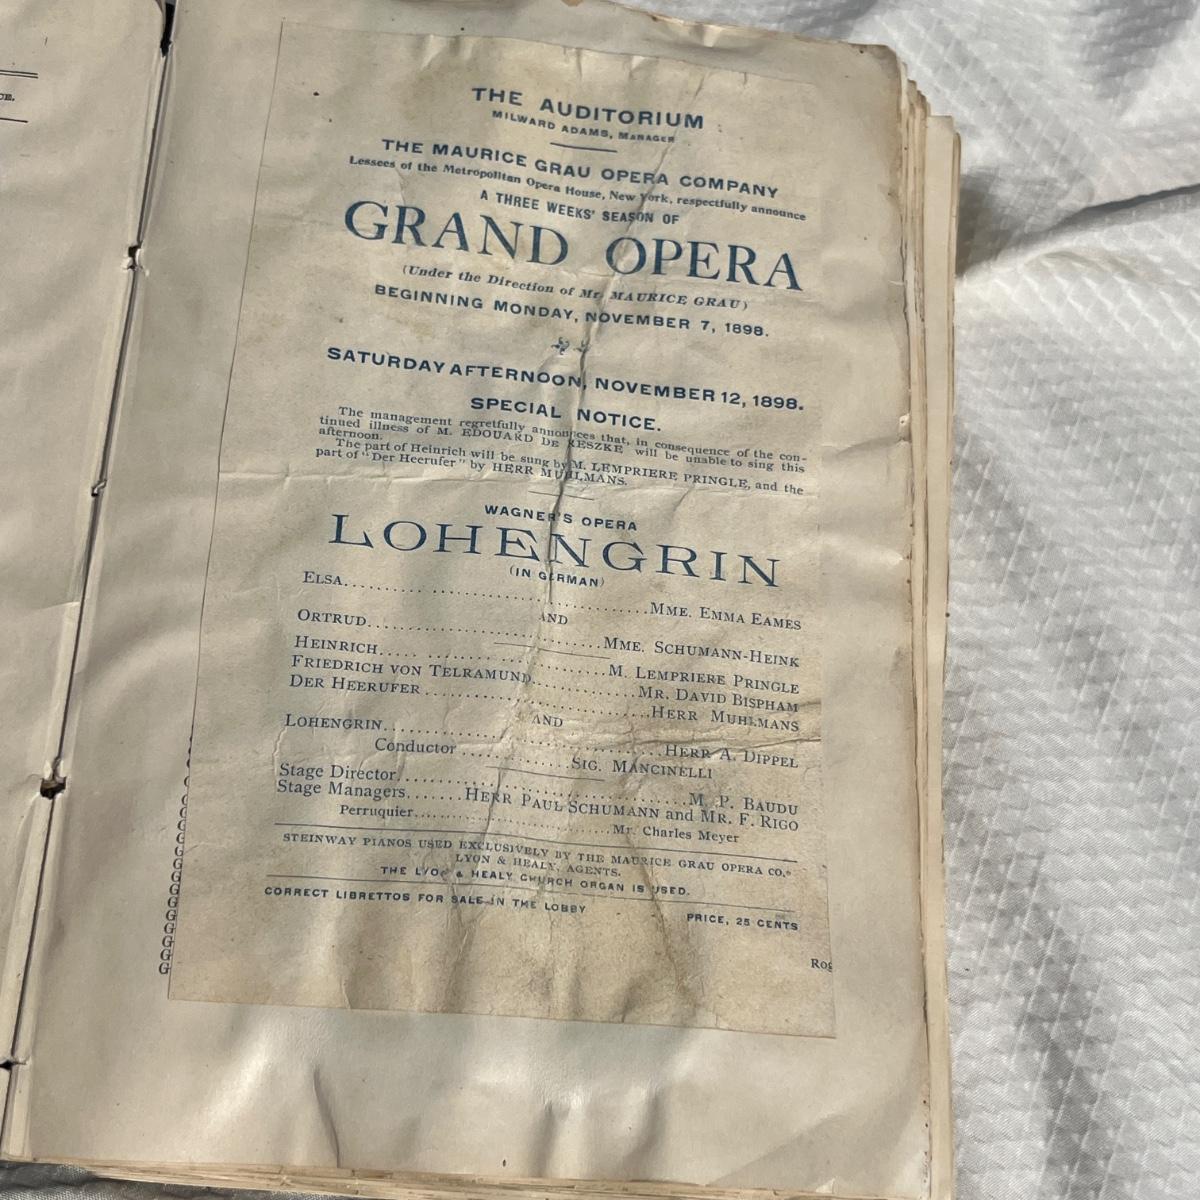 CE.
THE AUDITORIUM
MILWARD ADAMS, MANAGER
THE MAURICE GRAU OPERA COMPANY
Lessees of the Metropolitan Opera House, New York, respectfully announce
A THREE WEEKS' SEASON OF
GRAND OPERA
(Under the Direction of Mr. MAURICE GRAU)
BEGINNING MONDAY, NOVEMBER 7, 1898.
SATURDAY AFTERNOON, NOVEMBER 12, 1898.
SPECIAL NOTICE.
The management regretfully announces that, in consequence of the con-
tinued illness of M. EDOUARD DE RESZKE will be unable to sing this
afternoon.
The part of Heinrich will be sung by M. LEMPRIERE PRINGLE, and the
part of "Der Heerufer" by HERR MUHLMANS.
WAGNER'S OPERA
LOHENGRIN
(IN GERMAN)
ELSA........................................MME. EMMA EAMES
AND
ORTRUD................................MME. SCHUMANN-HEINK
HEINRICH..............................M. LEMPRIERE PRINGLE
FRIEDRICH VON TELRAMUND..............MR. DAVID BISPHAM
DER HEERUFER..........................HERR MUHLMANS
AND
LOHENGRIN..............................HERR A. DIPPEL
Conductor................SIG. MANCINELLI
Stage Director................................M. P. BAUDU
Stage Managers.......HERR PAUL SCHUMANN and MR. F. RIGO
Perruquier..........................Mr. Charles Meyer
STEINWAY PIANOS USED EXCLUSIVELY BY THE MAURICE GRAU OPERA CO.
LYON & HEALY, AGENTS.
THE LYON & HEALY CHURCH ORGAN IS USED.
CORRECT LIBRETTOS FOR SALE IN THE LOBBY PRICE, 25 CENTS
Rog
G
G
G
G
G
G
G
G